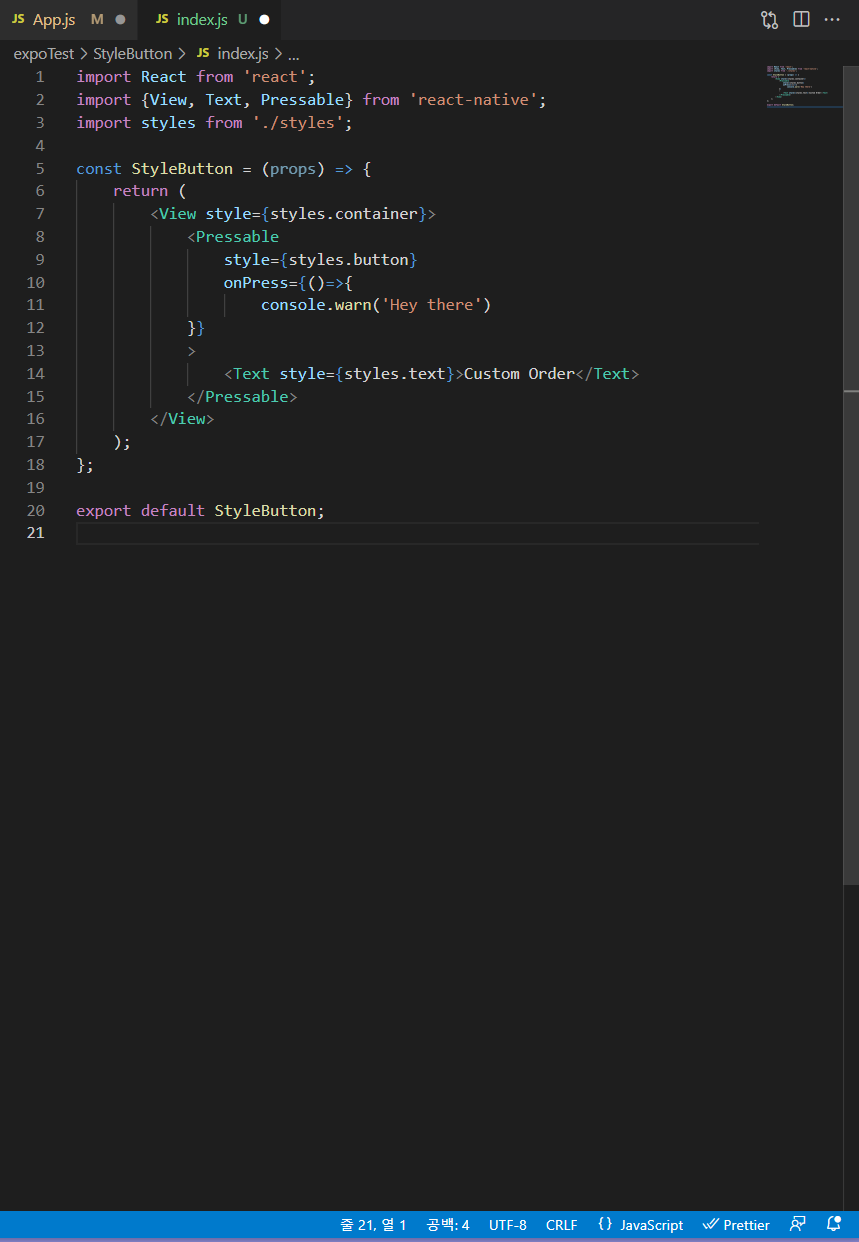 JS App.js M ● JS index.js U ●
expoTest > StyleButton > JS index.js > ...
1 import React from 'react';
2 import {View, Text, Pressable} from 'react-native';
3 import styles from './styles';
4
5 const StyleButton = (props) => {
6     return (
7         <View style={styles.container}>
8             <Pressable
9                 style={styles.button}
10                 onPress={()=>{
11                     console.warn('Hey there')
12             }}
13             >
14                 <Text style={styles.text}>Custom Order</Text>
15             </Pressable>
16         </View>
17     );
18 };
19
20 export default StyleButton;
21
줄 21, 열 1 공백: 4 UTF-8 CRLF {} JavaScript Prettier